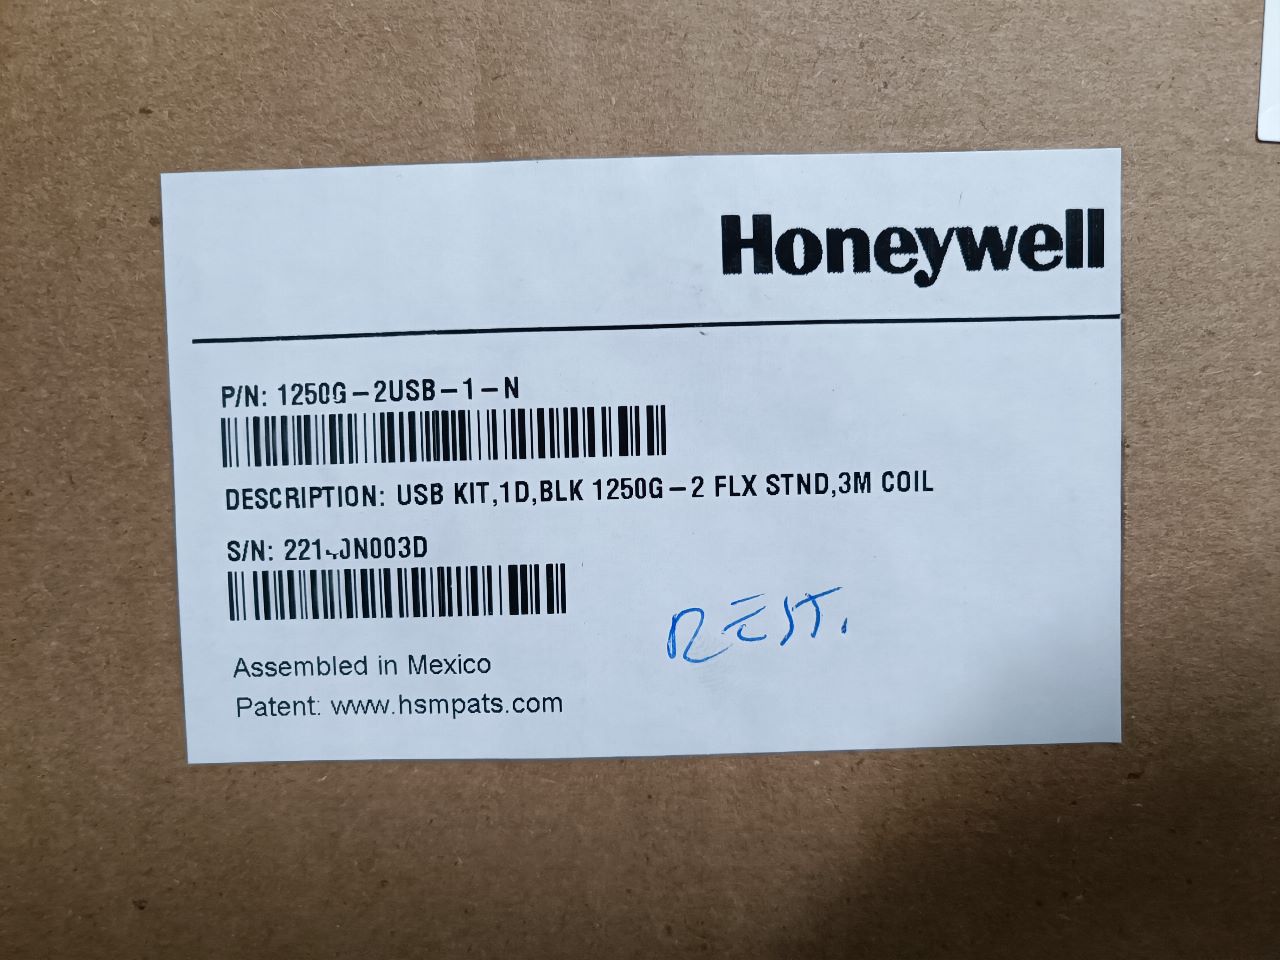 Honeywell
P/N: 1250G-2USB-1-N
DESCRIPTION: USB KIT,1D,BLK 1250G-2 FLX STND,3M COIL
S/N:
Assembled in Mexico
Patent: www.hsmpats.com